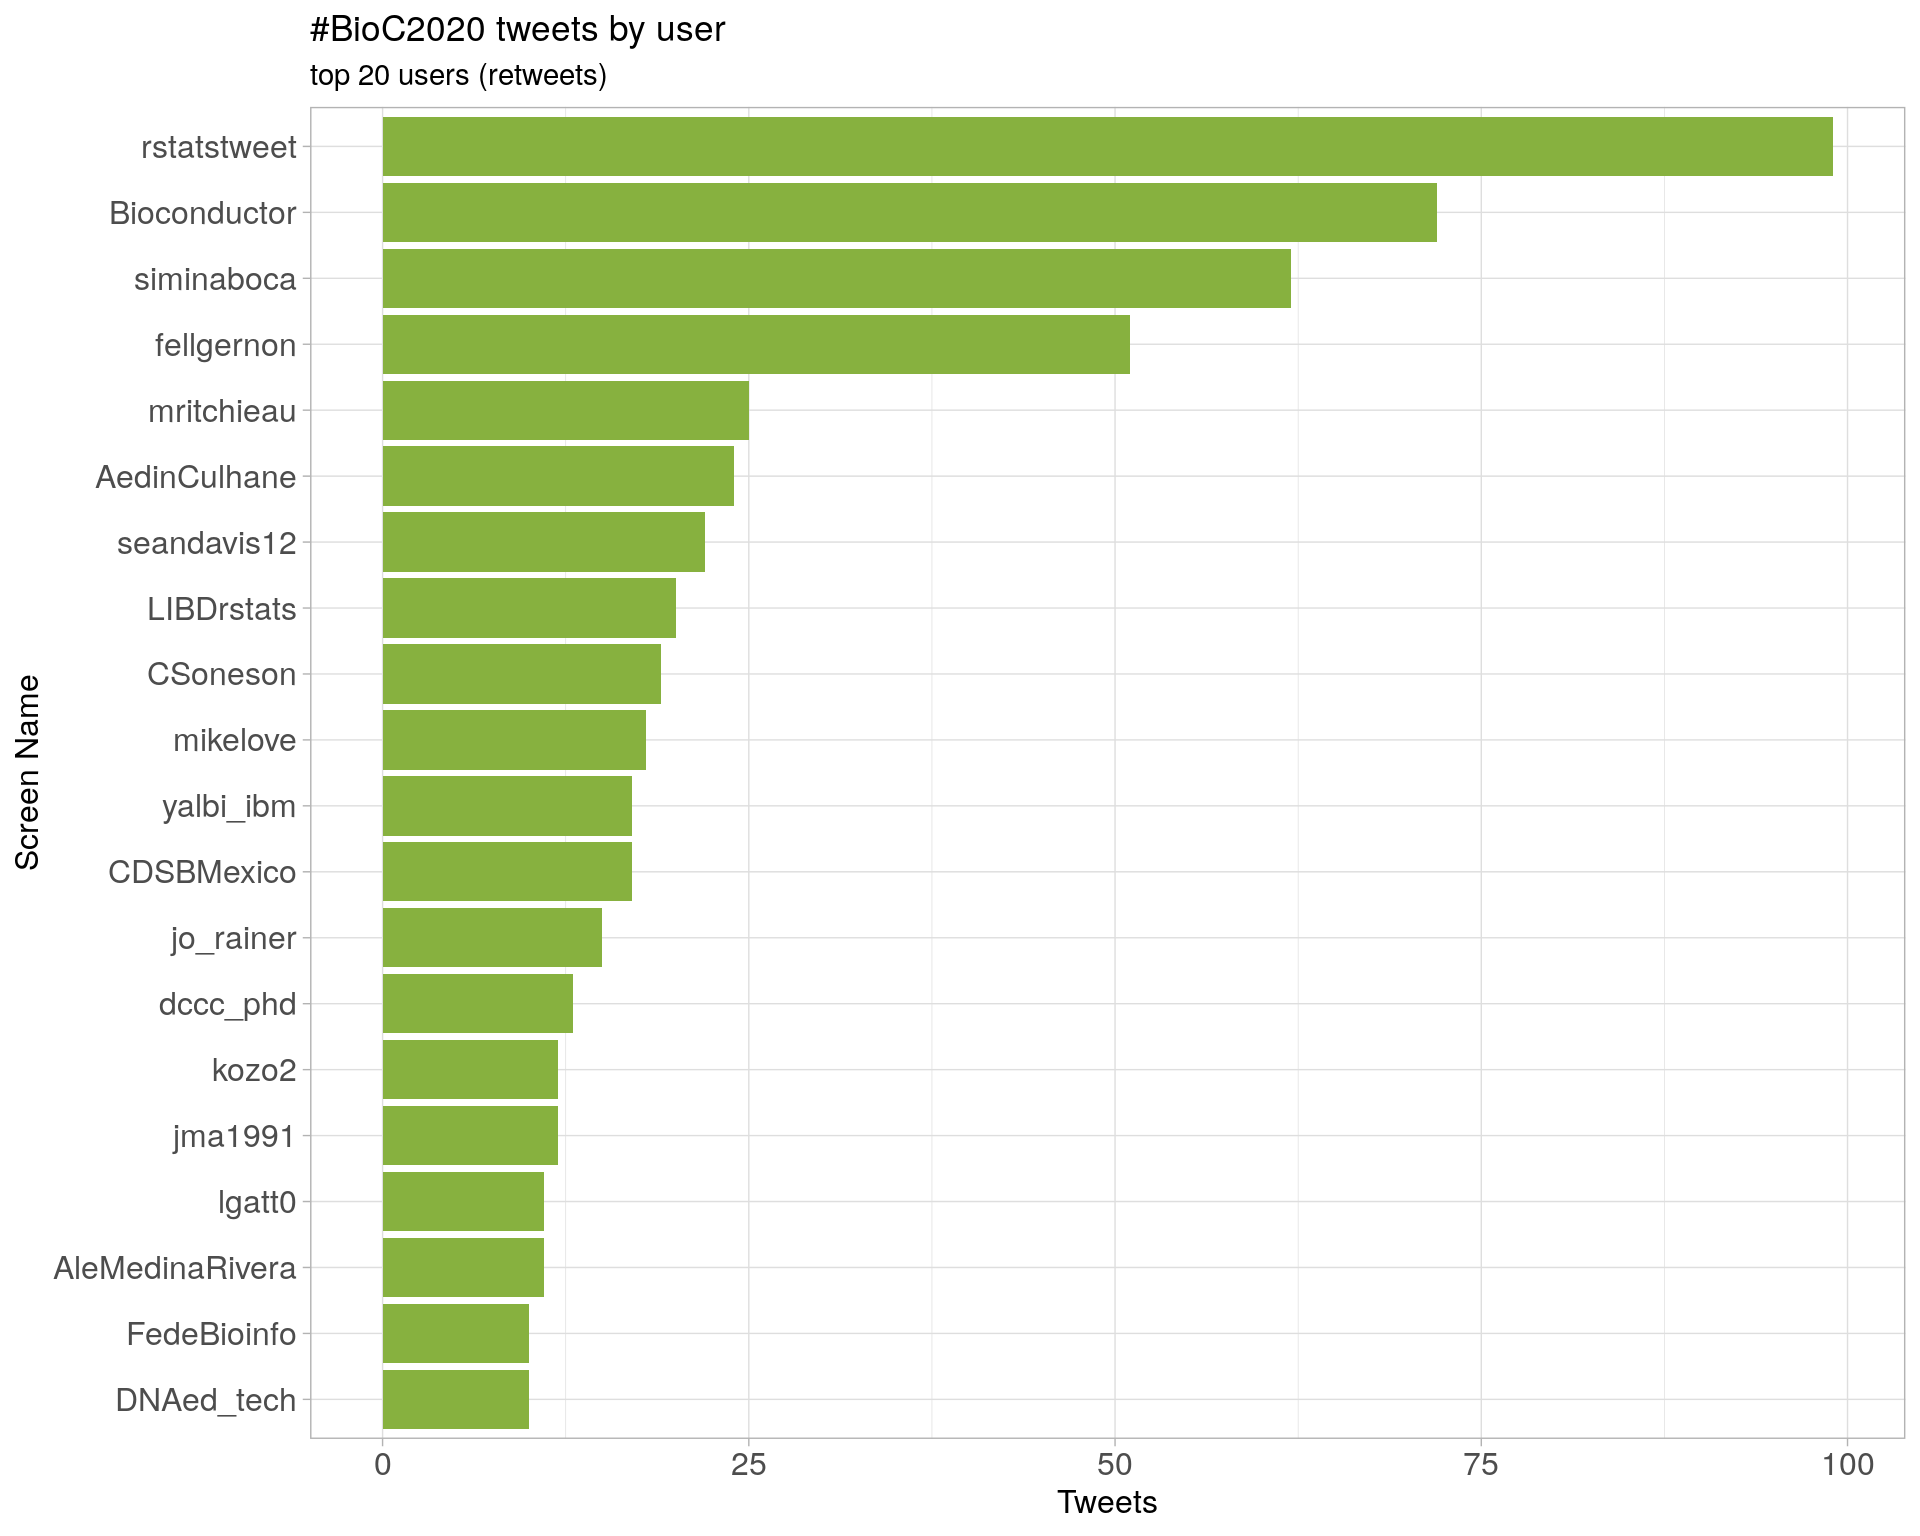 #BioC2020 tweets by user
top 20 users (retweets)
Screen Name
rstatstweet
Bioconductor
siminaboca
fellgernon
mritchieau
AedinCulhane
seandavis12
LIBDrstats
CSoneson
mikelove
yalbi_ibm
CDSBMexico
jo_rainer
dccc_phd
kozo2
jma1991
lgatt0
AleMedinaRivera
FedeBioinfo
DNAed_tech
0 25 50 75 100
Tweets